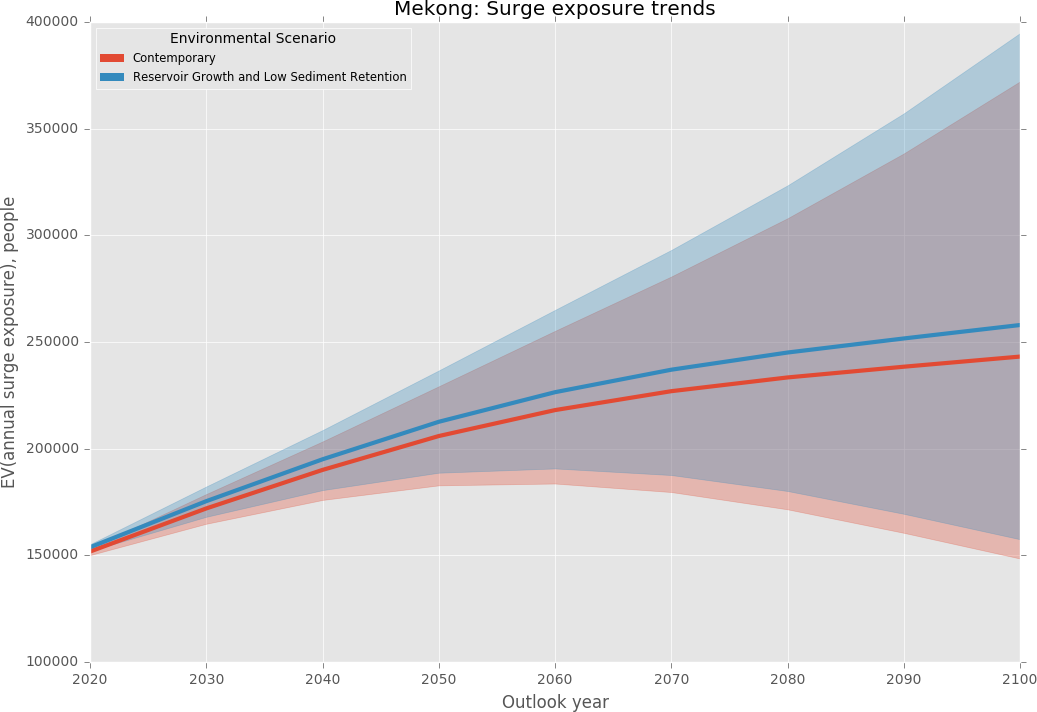 Mekong: Surge exposure trends
Environmental Scenario
Contemporary
Reservoir Growth and Low Sediment Retention
EV(annual surge exposure), people
400000
350000
300000
250000
200000
150000
100000
2020 2030 2040 2050 2060 2070 2080 2090 2100
Outlook year